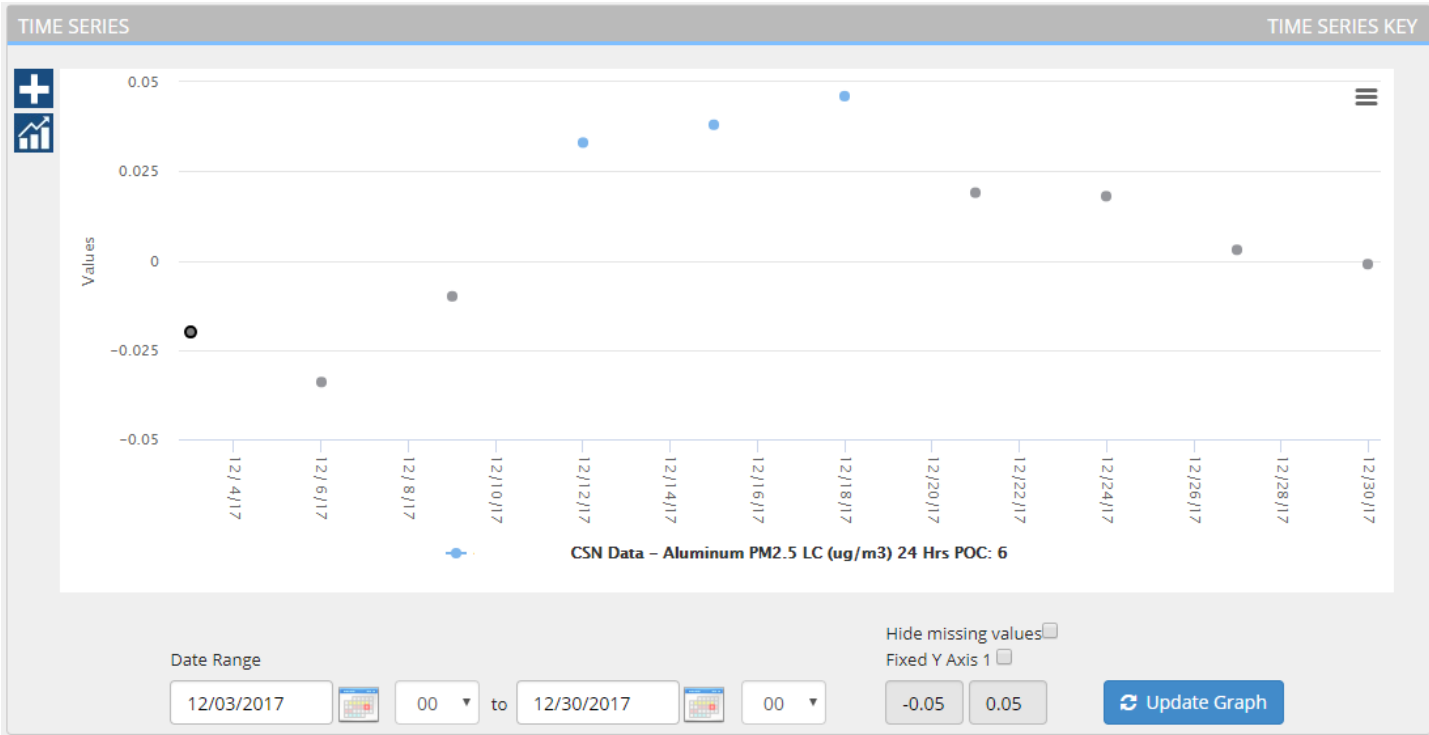 TIME SERIES
TIME SERIES KEY
0.05
0.025
0
−0.025
−0.05
Values
12/ 4/17
12/ 6/17
12/ 8/17
12/10/17
12/12/17
12/14/17
12/16/17
12/18/17
12/20/17
12/22/17
12/24/17
12/26/17
12/28/17
12/30/17
CSN Data – Aluminum PM2.5 LC (ug/m3) 24 Hrs POC: 6
Hide missing values
Date Range
Fixed Y Axis 1
12/03/2017 00 to 12/30/2017 00 -0.05 0.05 Update Graph